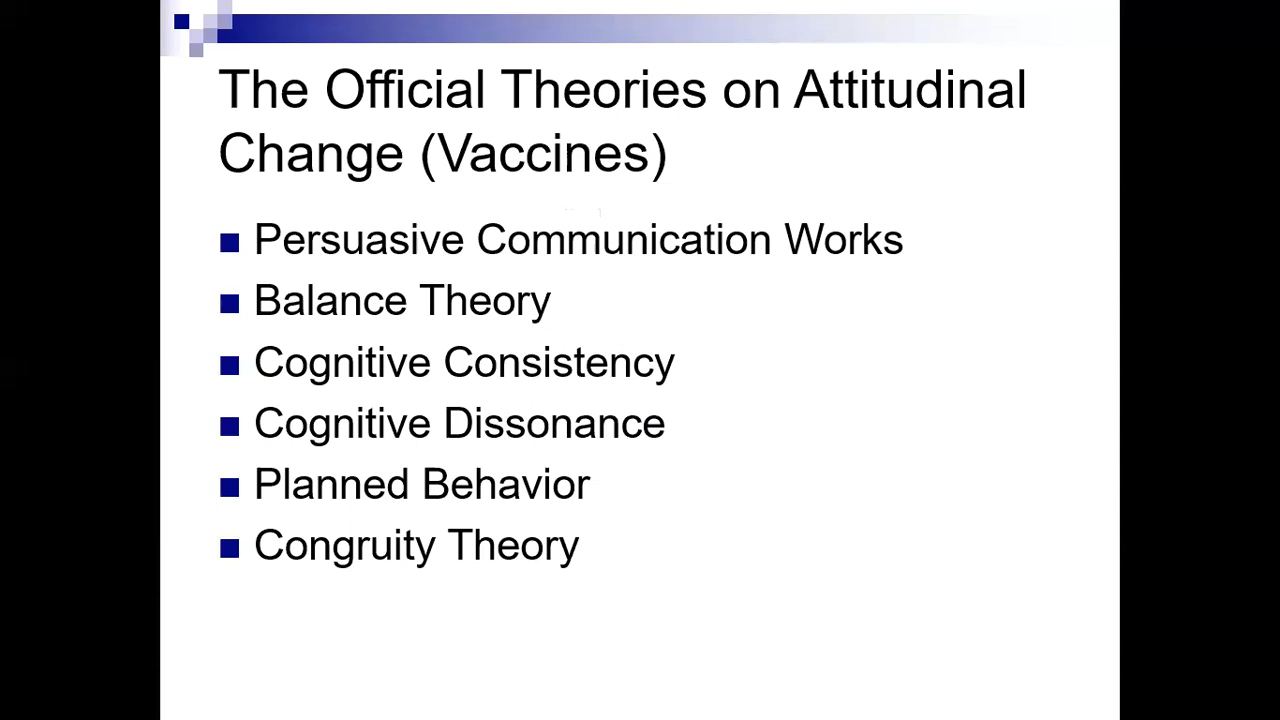 The Official Theories on Attitudinal
Change (Vaccines)
Persuasive Communication Works
Balance Theory
Cognitive Consistency
Cognitive Dissonance
Planned Behavior
Congruity Theory